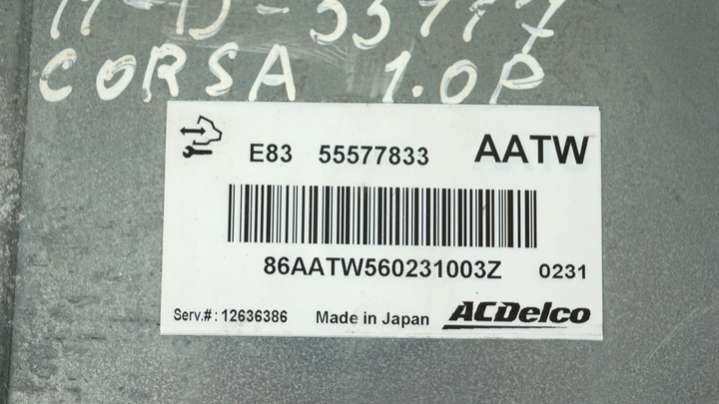 CORSA 1.0P
E83 55577833 AATW
86AATW560231003Z 0231
Serv.#: 12636386 Made in Japan ACDelco